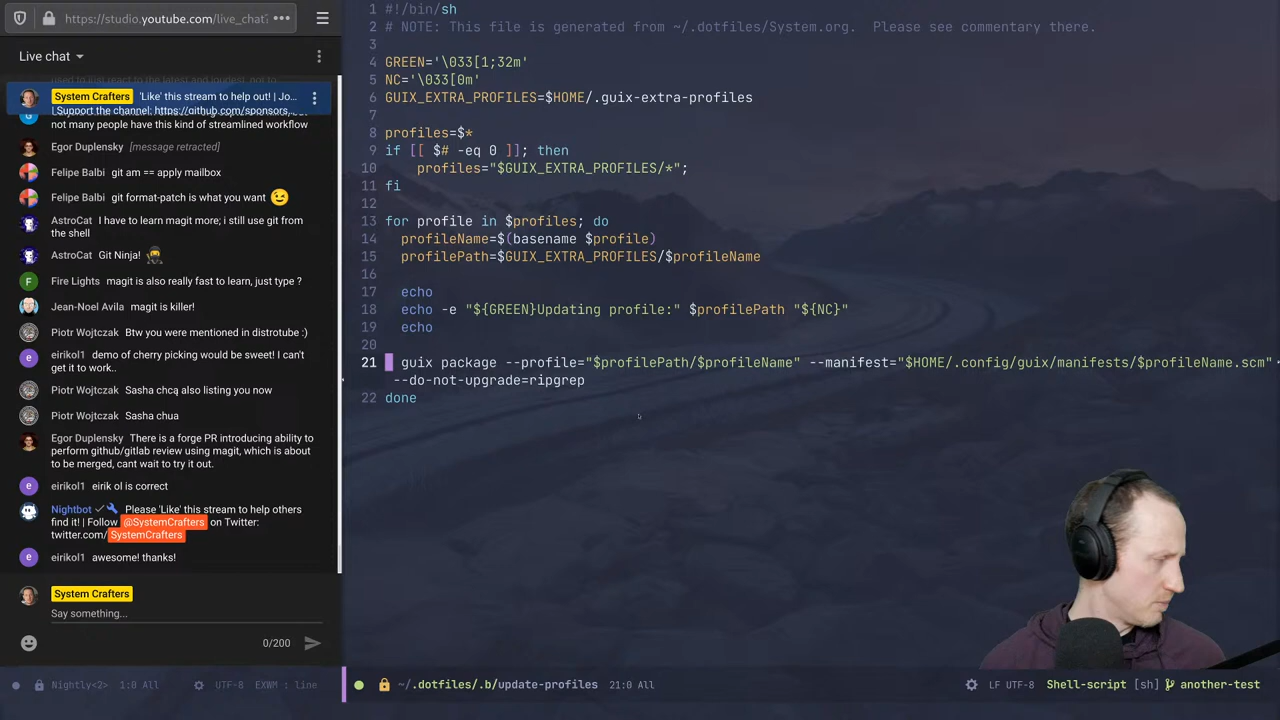 https://studio.youtube.com/live_chat?
Live chat
used to just react to the latest and loudest, not to
System Crafters 'Like' this stream to help out! | Jo...
| Support the channel: https://github.com/sponsors,
not many people have this kind of streamlined workflow
Egor Duplensky [message retracted]
Felipe Balbi git am == apply mailbox
Felipe Balbi git format-patch is what you want
AstroCat I have to learn magit more; i still use git from
the shell
AstroCat Git Ninja!
F
Fire Lights magit is also really fast to learn, just type ?
Jean-Noel Avila magit is killer!
Piotr Wojtczak Btw you were mentioned in distrotube :)
e
eirikol1 demo of cherry picking would be sweet! I can't
get it to work..
Piotr Wojtczak Sasha chcą also listing you now
Piotr Wojtczak Sasha chua
Egor Duplensky There is a forge PR introducing ability to
perform github/gitlab review using magit, which is about
to be merged, cant wait to try it out.
e
eirikol1 eirik ol is correct
Nightbot Please 'Like' this stream to help others
find it! | Follow @SystemCrafters on Twitter:
twitter.com/ SystemCrafters
e
eirikol1 awesome! thanks!
System Crafters
Say something...
0/200
Nightly<2> 1:0 All UTF-8 EXWM : line
1 #!/bin/sh
2 # NOTE: This file is generated from ~/.dotfiles/System.org.  Please see commentary there.
3
4 GREEN='\033[1;32m'
5 NC='\033[0m'
6 GUIX_EXTRA_PROFILES=$HOME/.guix-extra-profiles
7
8 profiles=$*
9 if [[ $# -eq 0 ]]; then
10     profiles="$GUIX_EXTRA_PROFILES/*";
11 fi
12
13 for profile in $profiles; do
14   profileName=$(basename $profile)
15   profilePath=$GUIX_EXTRA_PROFILES/$profileName
16
17   echo
18   echo -e "${GREEN}Updating profile:" $profilePath "${NC}"
19   echo
20
21   guix package --profile="$profilePath/$profileName" --manifest="$HOME/.config/guix/manifests/$profileName.scm"
--do-not-upgrade=ripgrep
22 done
~/.dotfiles/.b/update-profiles 21:0 All LF UTF-8 Shell-script [sh] another-test